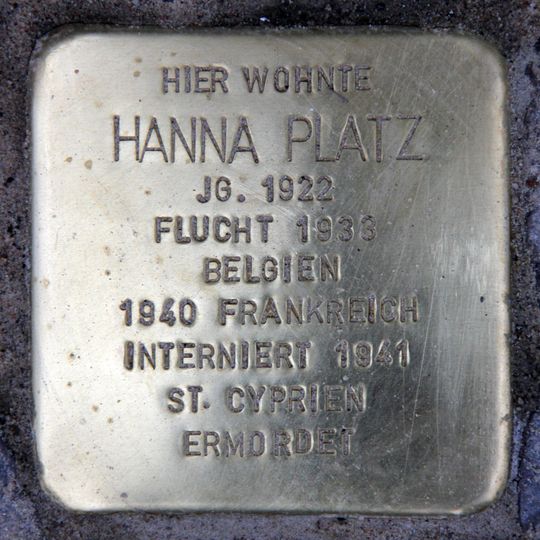 HIER WOHNTE
HANNA PLATZ
JG. 1922
FLUCHT 1933
BELGIEN
1940 FRANKREICH
INTERNIERT 1941
ST. CYPRIEN
ERMORDET